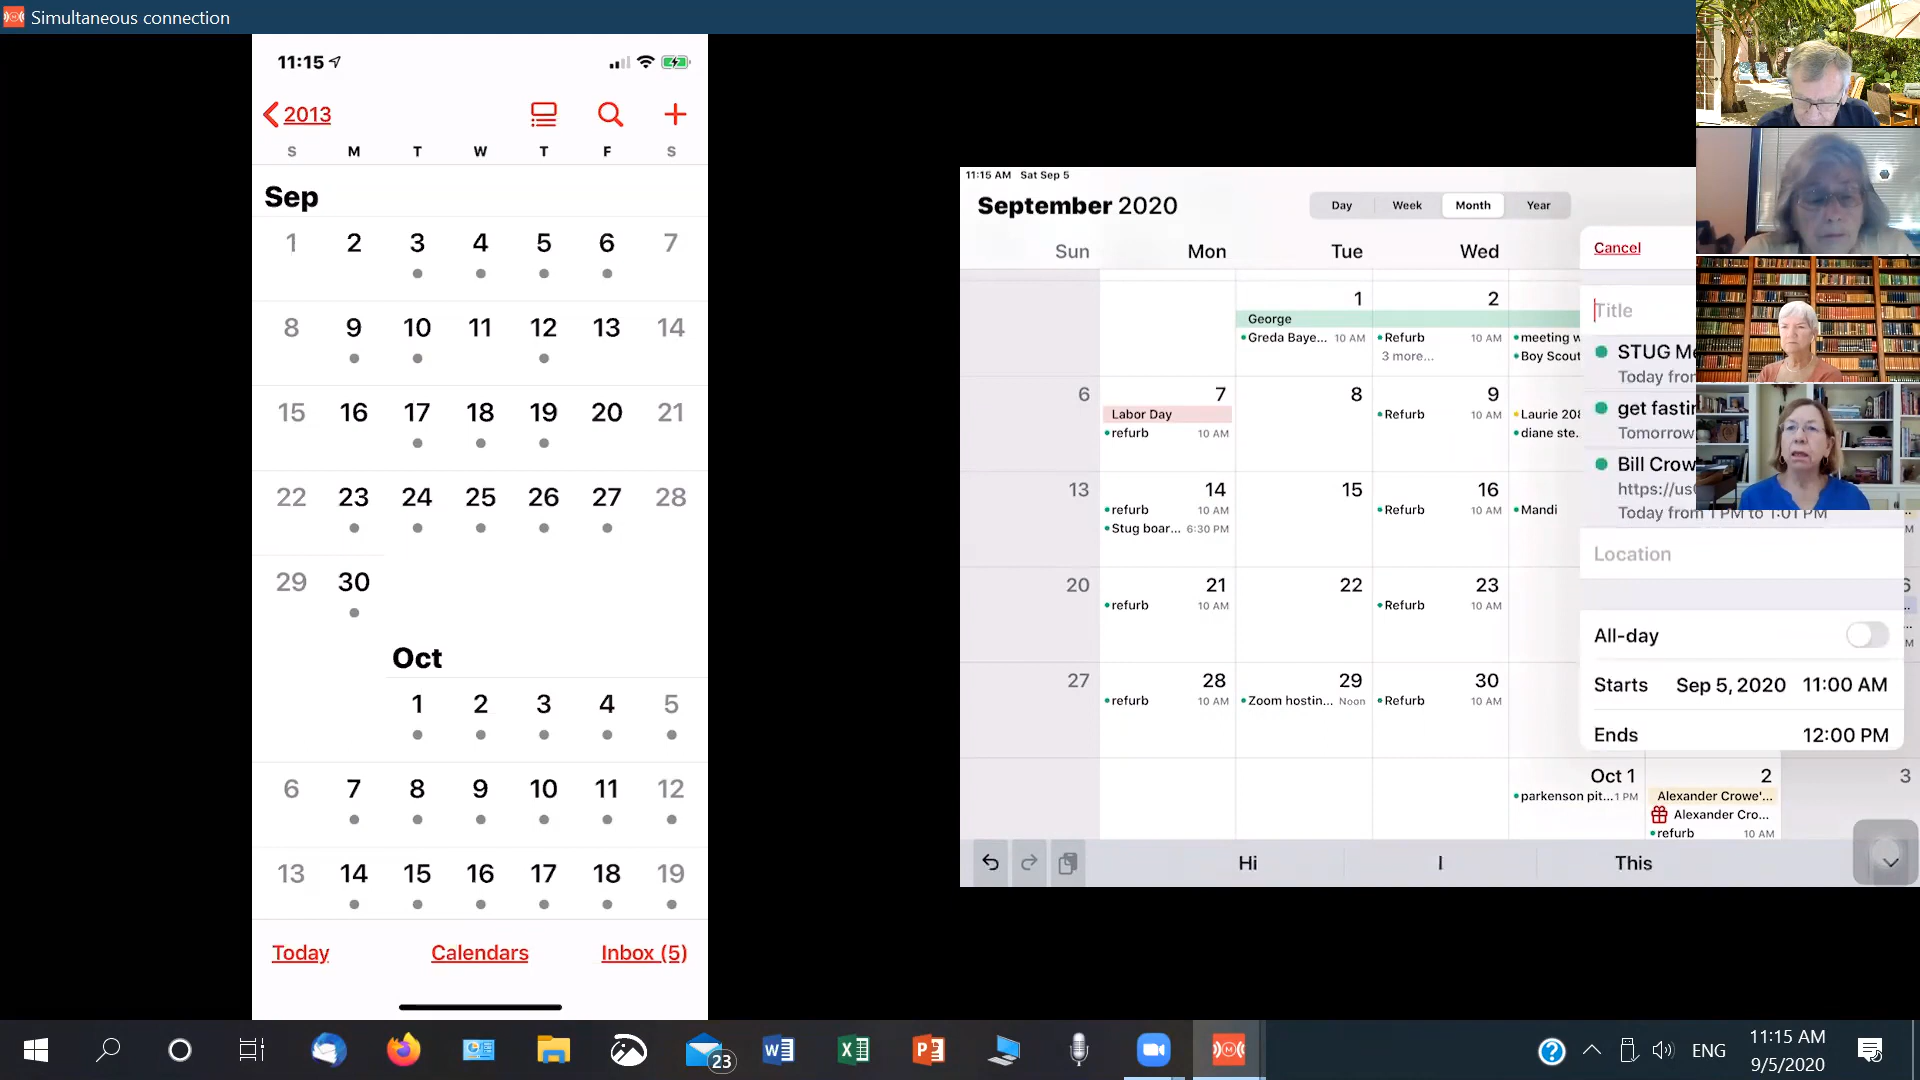 Simultaneous connection
11:15
2013
S M T W T F S
Sep
1 2 3 4 5 6 7
8 9 10 11 12 13 14
15 16 17 18 19 20 21
22 23 24 25 26 27 28
29 30
Oct
1 2 3 4 5
6 7 8 9 10 11 12
13 14 15 16 17 18 19
Today Calendars Inbox (5)
11:15 AM Sat Sep 5
September 2020
Day Week Month Year
Sun Mon Tue Wed
1 2
George
Greda Baye... 10 AM Refurb 10 AM meeting w
3 more... Boy Scout
6 7 8 9
Labor Day Refurb 10 AM Laurie 208
refurb 10 AM diane ste.
13 14 15 16
refurb 10 AM Refurb 10 AM Mandi
Stug boar... 6:30 PM
20 21 22 23
refurb 10 AM Refurb 10 AM
27 28 29 30
refurb 10 AM Zoom hostin... Noon Refurb 10 AM
Oct 1 2 3
parkenson pit... 1 PM Alexander Crowe'...
Alexander Cro...
refurb 10 AM
Cancel
Title
STUG Me
Today from
get fastin
Tomorrow
Bill Crow
https://us0
Today from 1 PM to 1:01 PM
Location
All-day
Starts Sep 5, 2020 11:00 AM
Ends 12:00 PM
Hi I This
23
ENG
11:15 AM
9/5/2020